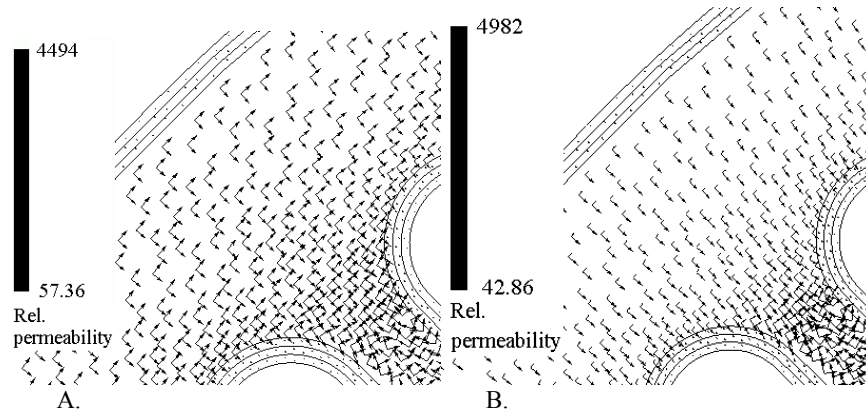 4494
57.36
Rel.
permeability
A.
4982
42.86
Rel.
permeability
B.